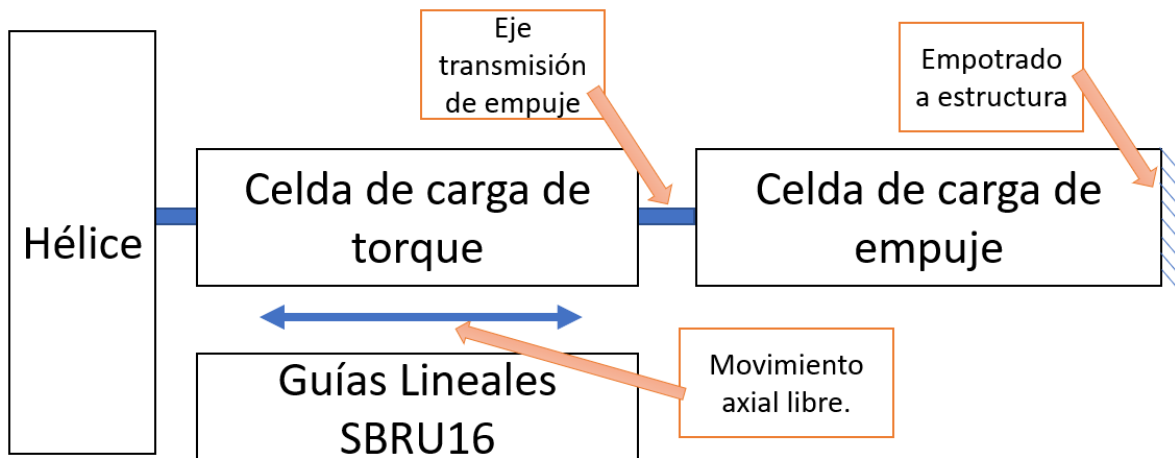 Hélice
Eje
transmisión
de empuje
Empotrado
a estructura
Celda de carga de
torque
Celda de carga de
empuje
Guías Lineales
SBRU16
Movimiento
axial libre.